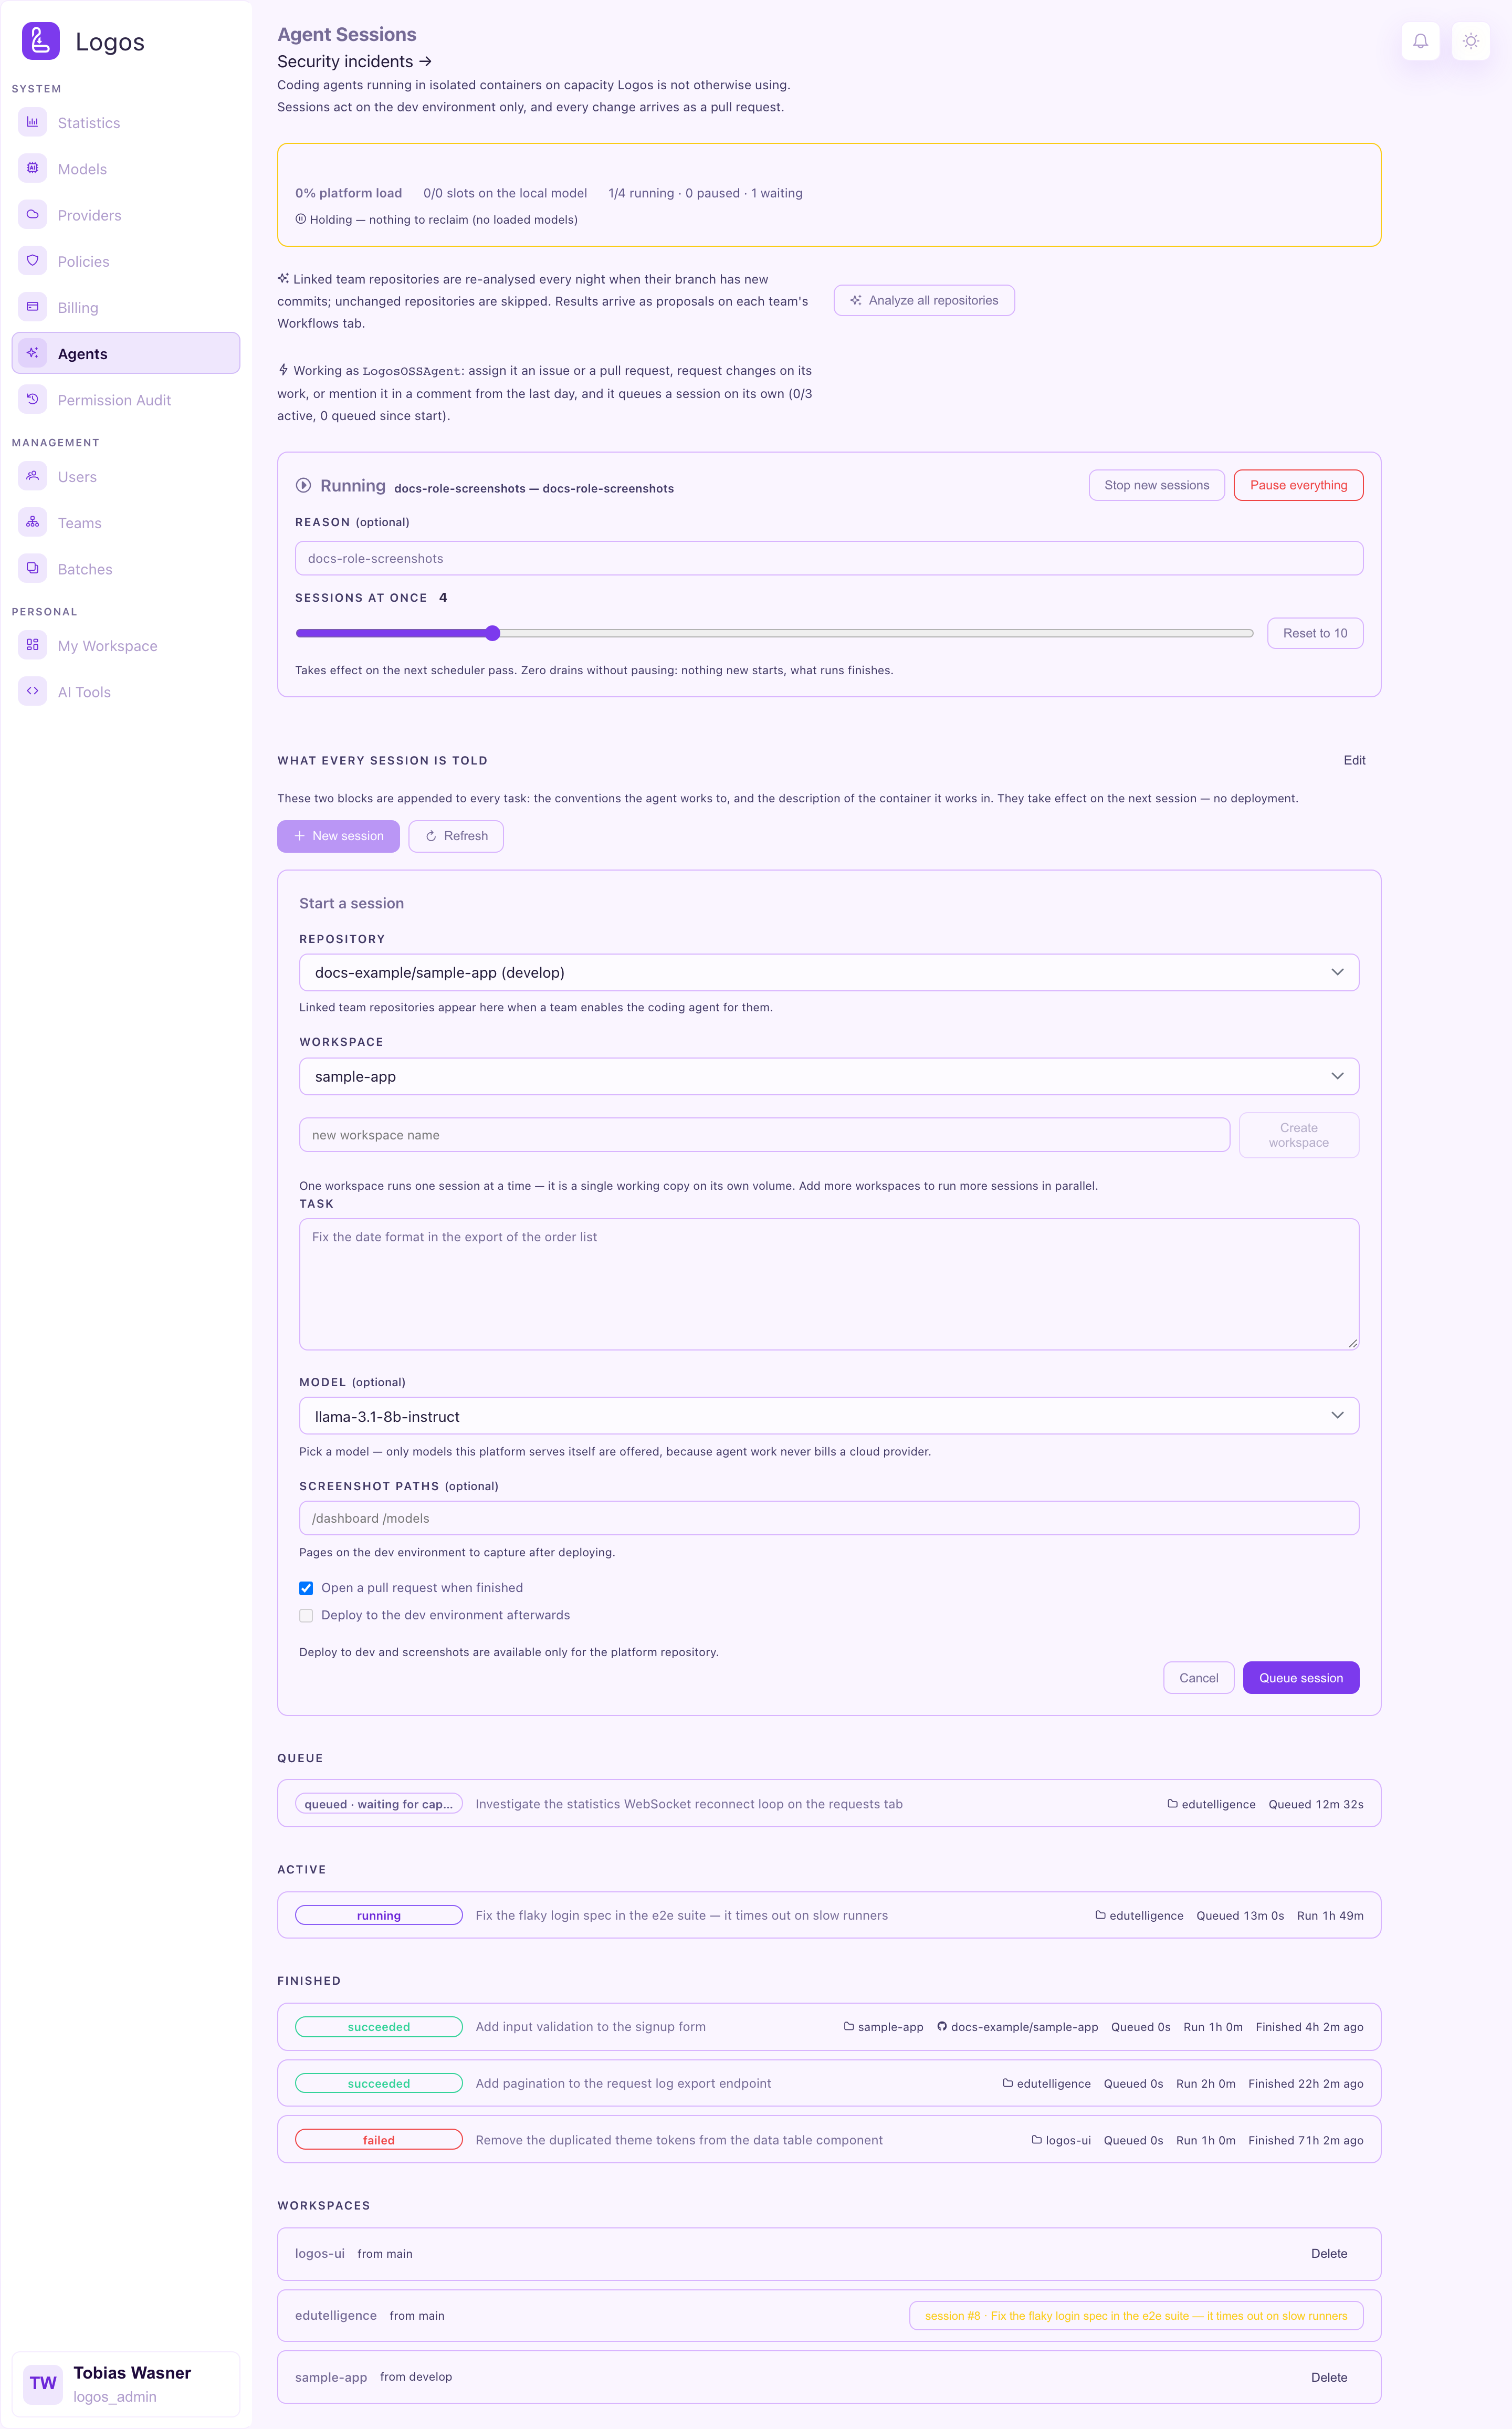 Logos
SYSTEM
Statistics
Models
Providers
Policies
Billing
Agents
Permission Audit
MANAGEMENT
Users
Teams
Batches
PERSONAL
My Workspace
AI Tools
TW
Tobias Wasner
logos_admin
Agent Sessions
Security incidents →
Coding agents running in isolated containers on capacity Logos is not otherwise using.
Sessions act on the dev environment only, and every change arrives as a pull request.
0% platform load 0/0 slots on the local model 1/4 running · 0 paused · 1 waiting
Holding — nothing to reclaim (no loaded models)
Linked team repositories are re-analysed every night when their branch has new
commits; unchanged repositories are skipped. Results arrive as proposals on each team's
Workflows tab.
Analyze all repositories
Working as LogosOSSAgent: assign it an issue or a pull request, request changes on its
work, or mention it in a comment from the last day, and it queues a session on its own (0/3
active, 0 queued since start).
Running docs-role-screenshots — docs-role-screenshots
Stop new sessions
Pause everything
REASON (optional)
docs-role-screenshots
SESSIONS AT ONCE 4
Reset to 10
Takes effect on the next scheduler pass. Zero drains without pausing: nothing new starts, what runs finishes.
WHAT EVERY SESSION IS TOLD
Edit
These two blocks are appended to every task: the conventions the agent works to, and the description of the container it works in. They take effect on the next session — no deployment.
New session
Refresh
Start a session
REPOSITORY
docs-example/sample-app (develop)
Linked team repositories appear here when a team enables the coding agent for them.
WORKSPACE
sample-app
new workspace name
Create
workspace
One workspace runs one session at a time — it is a single working copy on its own volume. Add more workspaces to run more sessions in parallel.
TASK
Fix the date format in the export of the order list
MODEL (optional)
llama-3.1-8b-instruct
Pick a model — only models this platform serves itself are offered, because agent work never bills a cloud provider.
SCREENSHOT PATHS (optional)
/dashboard /models
Pages on the dev environment to capture after deploying.
Open a pull request when finished
Deploy to the dev environment afterwards
Deploy to dev and screenshots are available only for the platform repository.
Cancel
Queue session
QUEUE
queued · waiting for cap... Investigate the statistics WebSocket reconnect loop on the requests tab edutelligence Queued 12m 32s
ACTIVE
running Fix the flaky login spec in the e2e suite — it times out on slow runners edutelligence Queued 13m 0s Run 1h 49m
FINISHED
succeeded Add input validation to the signup form sample-app docs-example/sample-app Queued 0s Run 1h 0m Finished 4h 2m ago
succeeded Add pagination to the request log export endpoint edutelligence Queued 0s Run 2h 0m Finished 22h 2m ago
failed Remove the duplicated theme tokens from the data table component logos-ui Queued 0s Run 1h 0m Finished 71h 2m ago
WORKSPACES
logos-ui from main Delete
edutelligence from main session #8 · Fix the flaky login spec in the e2e suite — it times out on slow runners
sample-app from develop Delete